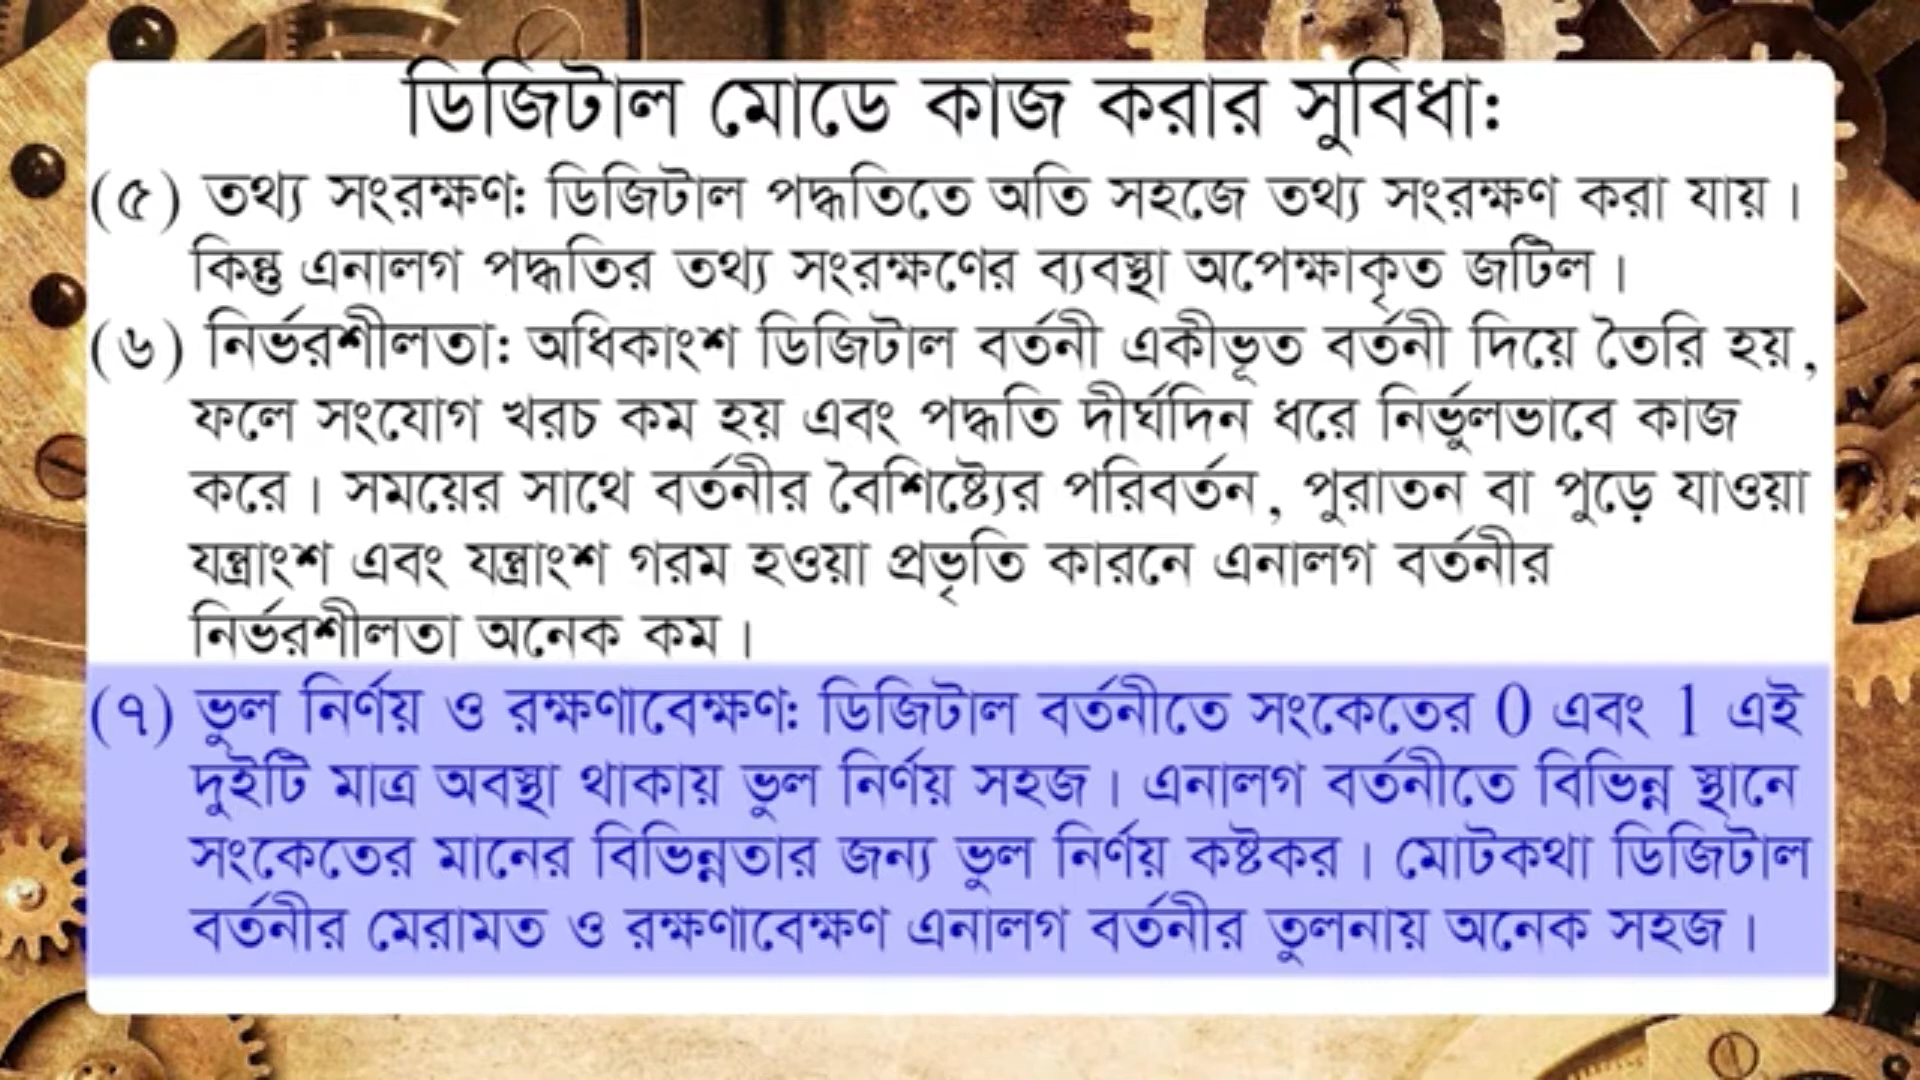 ডিজিটাল মোডে কাজ করার সুবিধা:
(৫) তথ্য সংরক্ষণ: ডিজিটাল পদ্ধতিতে অতি সহজে তথ্য সংরক্ষণ করা যায়।
কিন্তু এনালগ পদ্ধতির তথ্য সংরক্ষণের ব্যবস্থা অপেক্ষাকৃত জটিল।
(৬) নির্ভরশীলতা: অধিকাংশ ডিজিটাল বর্তনী একীভূত বর্তনী দিয়ে তৈরি হয়,
ফলে সংযোগ খরচ কম হয় এবং পদ্ধতি দীর্ঘদিন ধরে নির্ভুলভাবে কাজ
করে। সময়ের সাথে বর্তনীর বৈশিষ্ট্যের পরিবর্তন, পুরাতন বা পুড়ে যাওয়া
যন্ত্রাংশ এবং যন্ত্রাংশ গরম হওয়া প্রভৃতি কারনে এনালগ বর্তনীর
নির্ভরশীলতা অনেক কম।
(৭) ভুল নির্ণয় ও রক্ষণাবেক্ষণ: ডিজিটাল বর্তনীতে সংকেতের 0 এবং 1 এই
দুইটি মাত্র অবস্থা থাকায় ভুল নির্ণয় সহজ। এনালগ বর্তনীতে বিভিন্ন স্থানে
সংকেতের মানের বিভিন্নতার জন্য ভুল নির্ণয় কষ্টকর। মোটকথা ডিজিটাল
বর্তনীর মেরামত ও রক্ষণাবেক্ষণ এনালগ বর্তনীর তুলনায় অনেক সহজ।